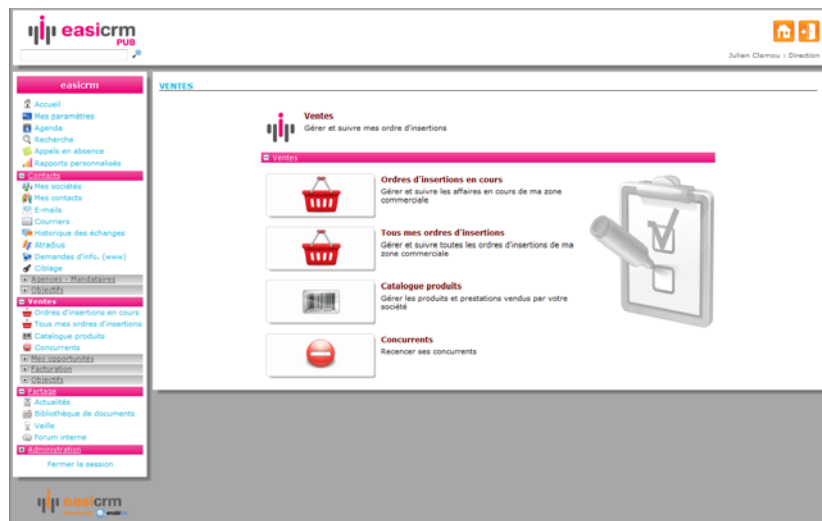 easicrm
PUB
Julien Clamou : Direction
easicrm
Accueil
Mes paramètres
Agenda
Recherche
Appels en absence
Rapports personnalisés
Contacts
Mes sociétés
Mes contacts
E-mails
Courriers
Historique des échanges
Atradius
Demandes d'info. (www)
Ciblage
Agences - Mandataires
Objectifs
Ventes
Ordres d'insertions en cours
Tous mes ordres d'insertions
Catalogue produits
Concurrents
Mes opportunités
Facturation
Objectifs
Partage
Actualités
Bibliothèque de documents
Veille
Forum interne
Administration
Fermer la session
easicrm
VENTES
Ventes
Gérer et suivre mes ordre d'insertions
Ventes
Ordres d'insertions en cours
Gérer et suivre les affaires en cours de ma zone
commerciale
Tous mes ordres d'insertions
Gérer et suivre toutes les ordres d'insertions de ma
zone commerciale
Catalogue produits
Gérer les produits et prestations vendus par votre
société
Concurrents
Recencer ses concurrents